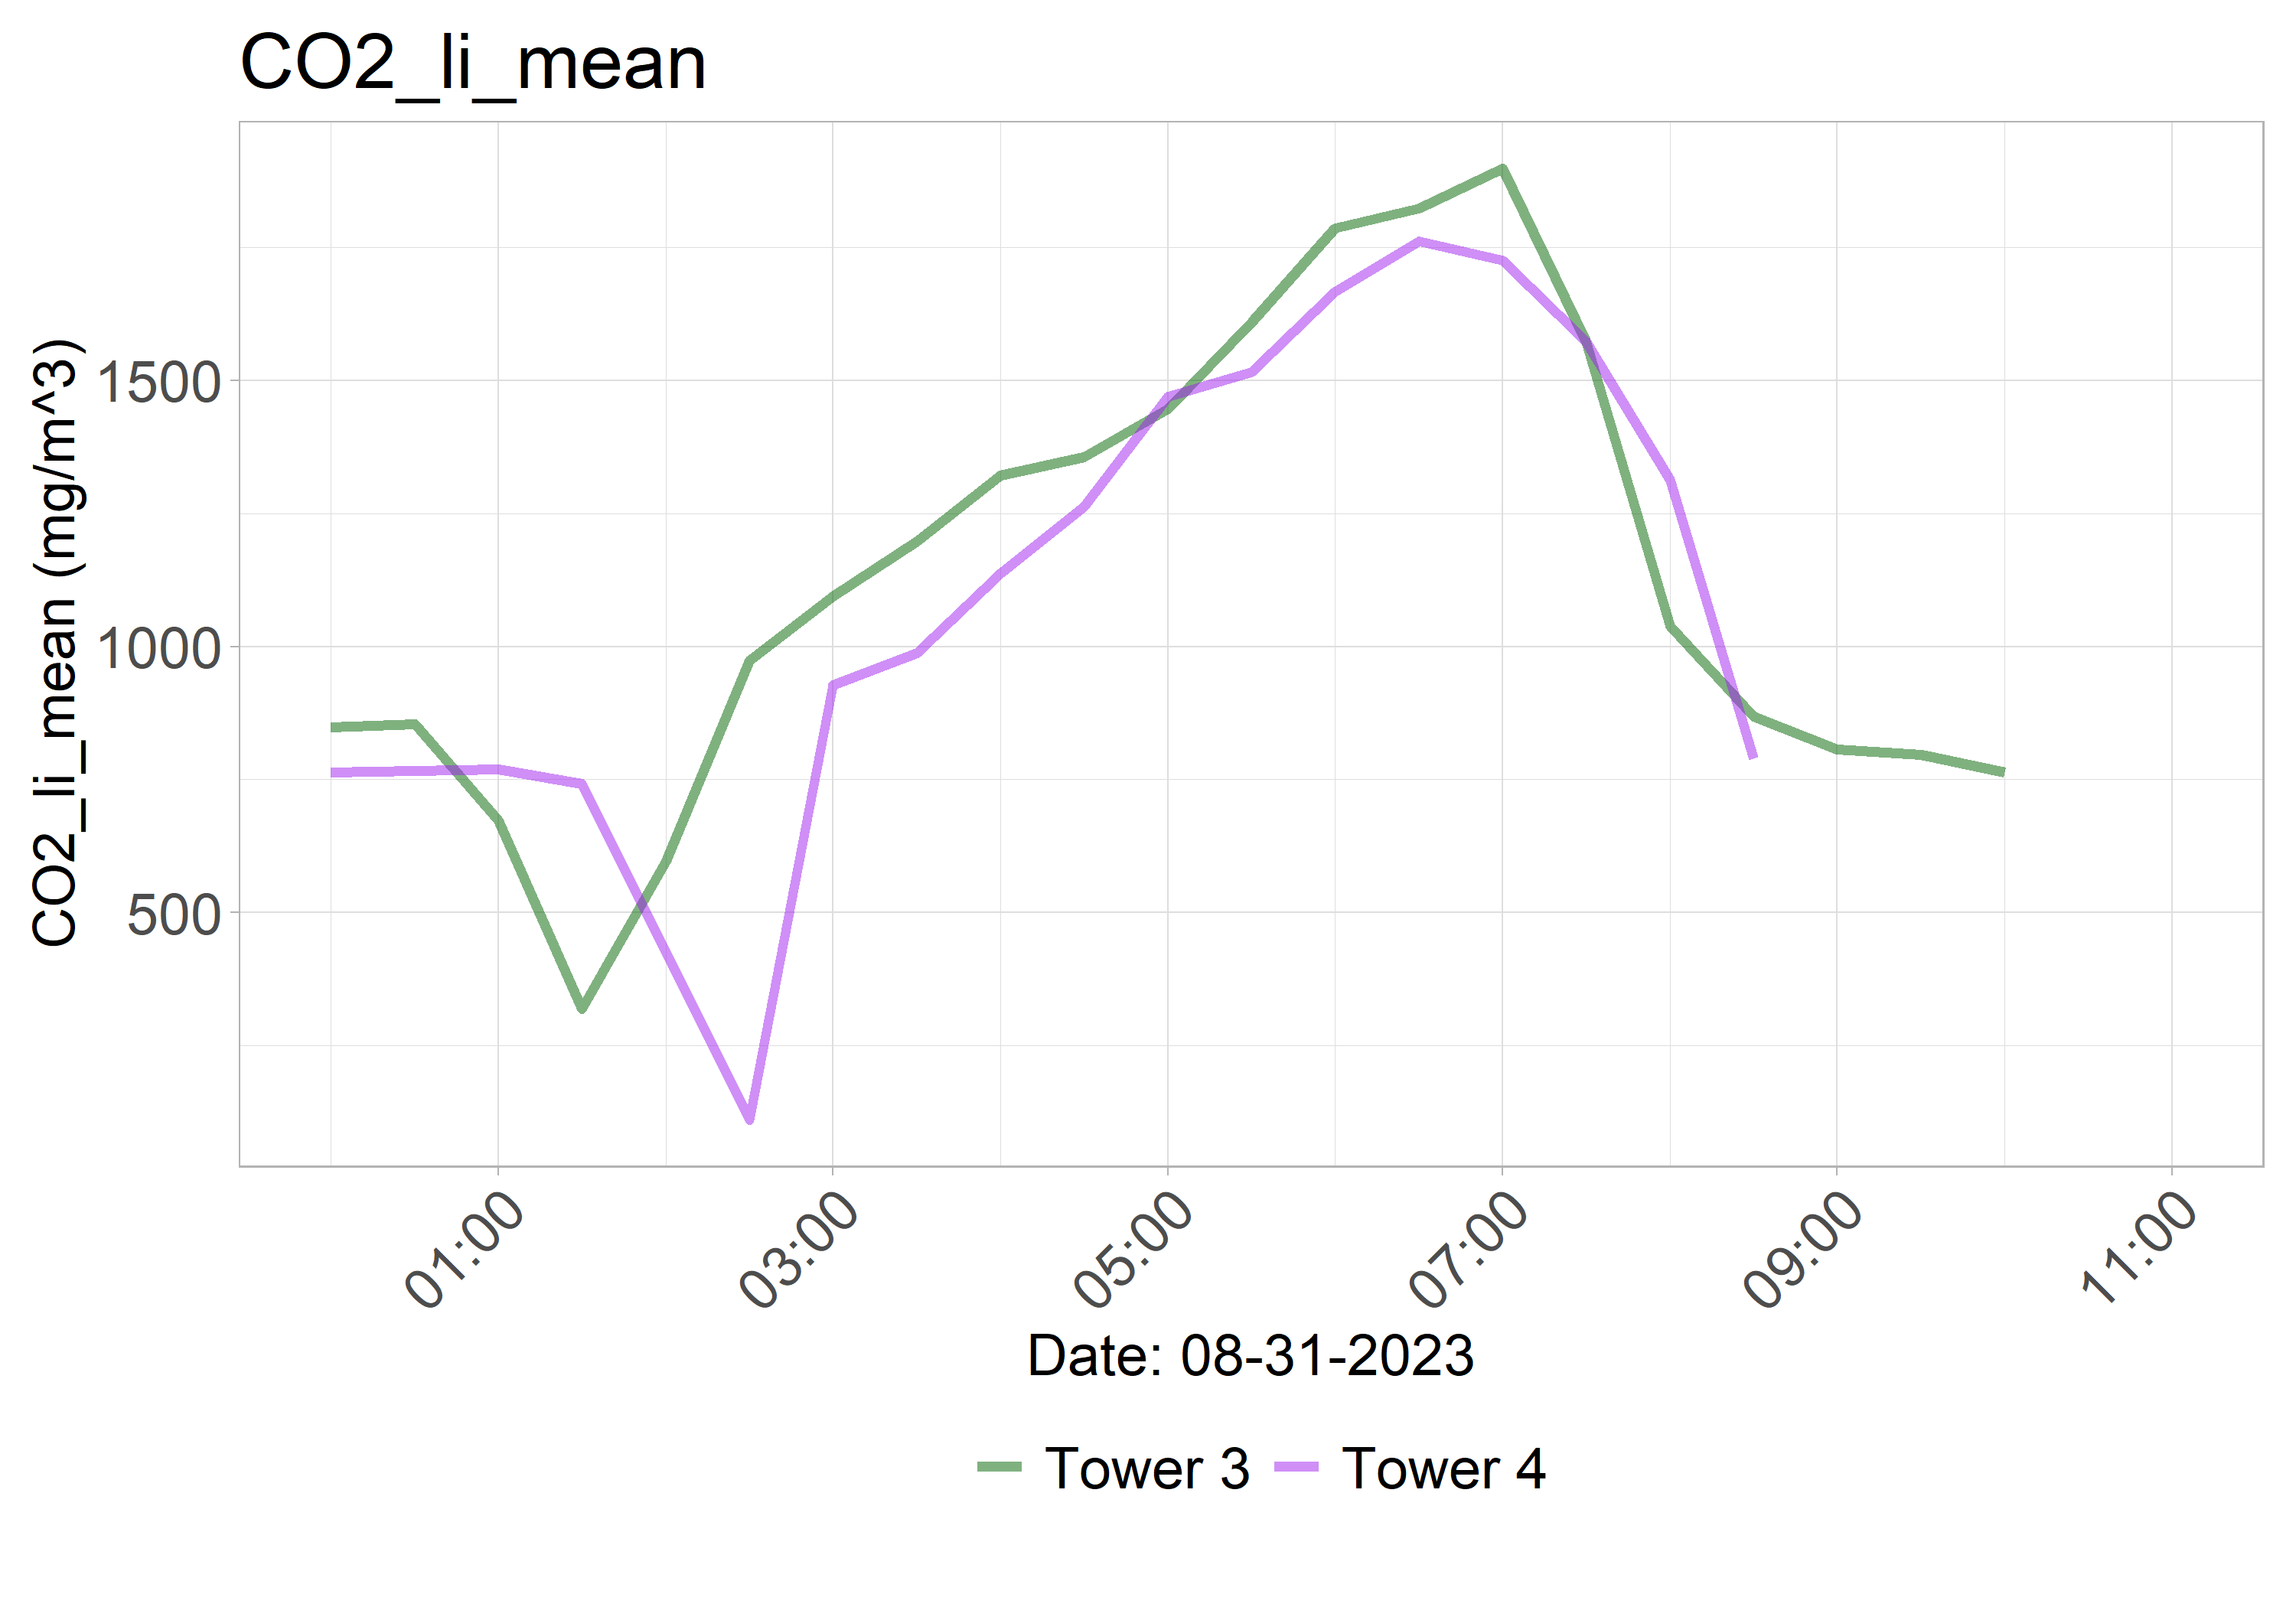 CO2_li_mean
CO2_li_mean (mg/m^3)
1500
1000
500
01:00 03:00 05:00 07:00 09:00 11:00
Date: 08-31-2023
Tower 3 Tower 4